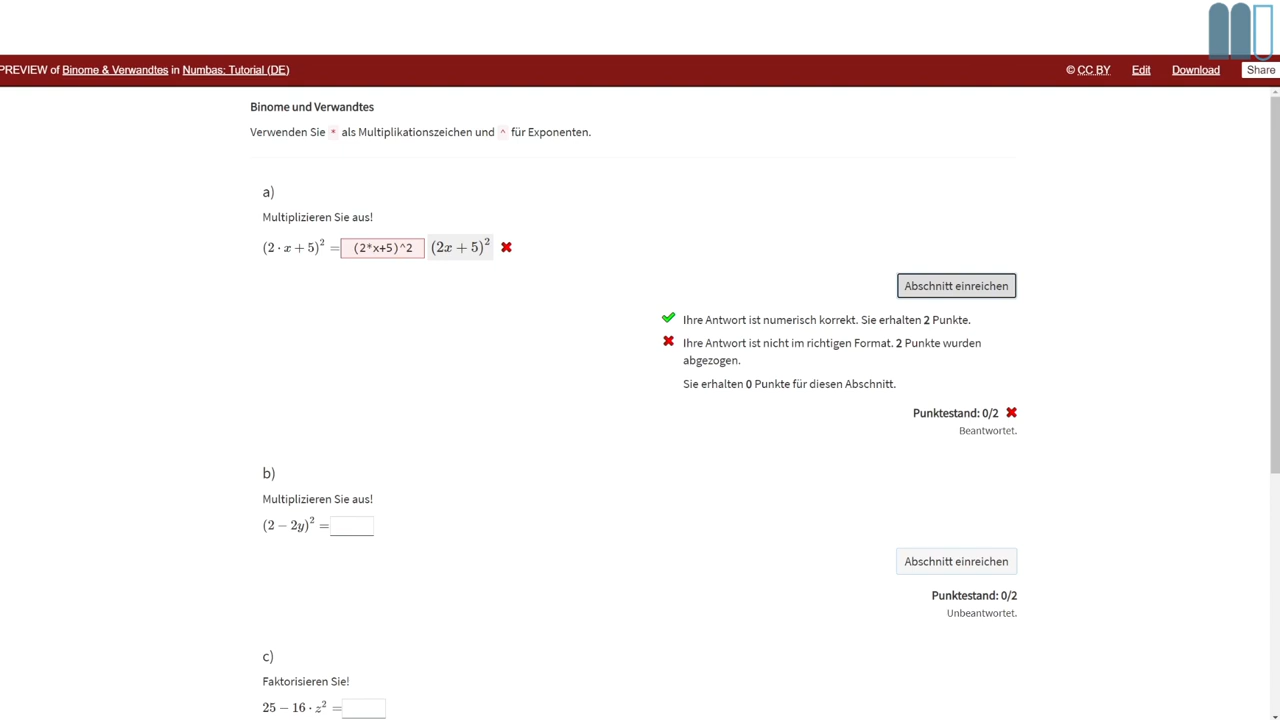 PREVIEW of Binome & Verwandtes in Numbas: Tutorial (DE)
© CC BY Edit Download Share
Binome und Verwandtes
Verwenden Sie * als Multiplikationszeichen und ^ für Exponenten.
a)
Multiplizieren Sie aus!
(2 · x + 5)² = (2*x+5)^2 (2x + 5)²
Abschnitt einreichen
Ihre Antwort ist numerisch korrekt. Sie erhalten 2 Punkte.
Ihre Antwort ist nicht im richtigen Format. 2 Punkte wurden
abgezogen.
Sie erhalten 0 Punkte für diesen Abschnitt.
Punktestand: 0/2
Beantwortet.
b)
Multiplizieren Sie aus!
(2 − 2y)² =
Abschnitt einreichen
Punktestand: 0/2
Unbeantwortet.
c)
Faktorisieren Sie!
25 − 16 · z² =